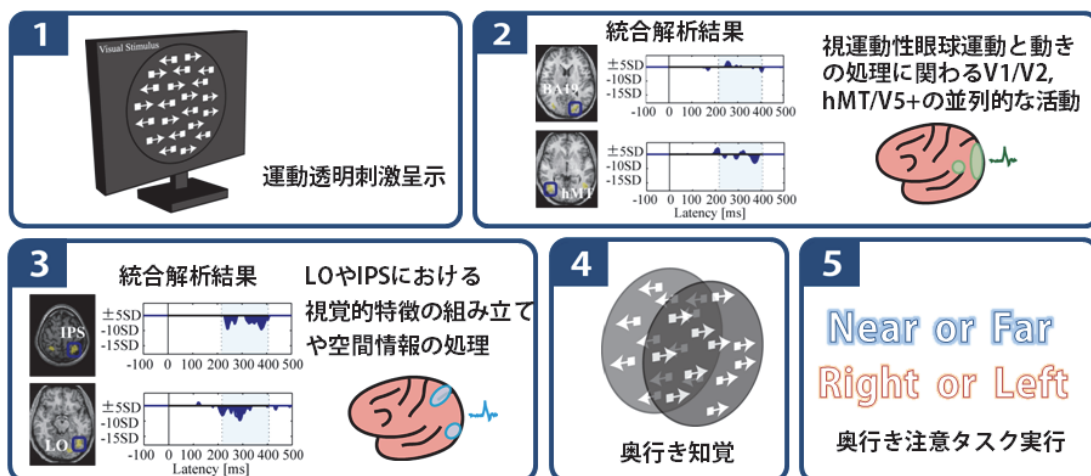 1
Visual Stimulus
運動透明刺激呈示
2
統合解析結果
BA19
±5SD
-10SD
-15SD
-100 0 100 200 300 400 500
hMT
±5SD
-10SD
-15SD
-100 0 100 200 300 400 500
Latency [ms]
視運動性眼球運動と動き
の処理に関わるV1/V2,
hMT/V5+の並列的な活動
3
統合解析結果
IPS
±5SD
-10SD
-15SD
-100 0 100 200 300 400 500
LO
±5SD
-10SD
-15SD
-100 0 100 200 300 400 500
Latency [ms]
LOやIPSにおける
視覚的特徴の組み立て
や空間情報の処理
4
奥行き知覚
5
Near or Far
Right or Left
奥行き注意タスク実行